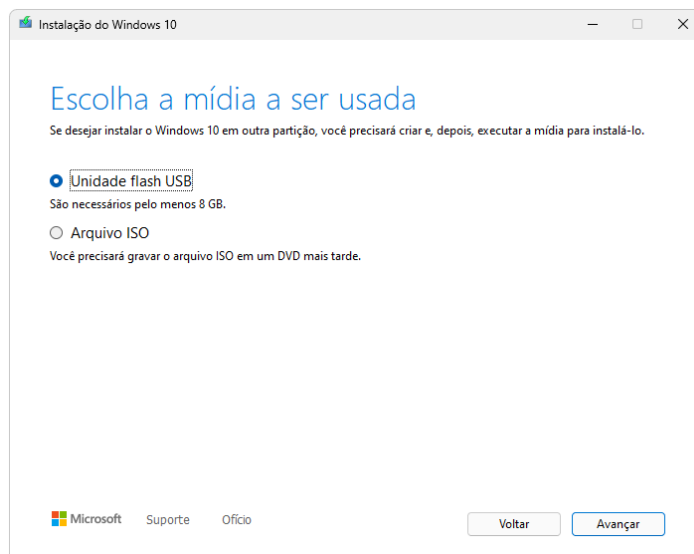 Instalação do Windows 10
Escolha a mídia a ser usada
Se desejar instalar o Windows 10 em outra partição, você precisará criar e, depois, executar a mídia para instalá-lo.
Unidade flash USB
São necessários pelo menos 8 GB.
Arquivo ISO
Você precisará gravar o arquivo ISO em um DVD mais tarde.
Microsoft Suporte Ofício Voltar Avançar